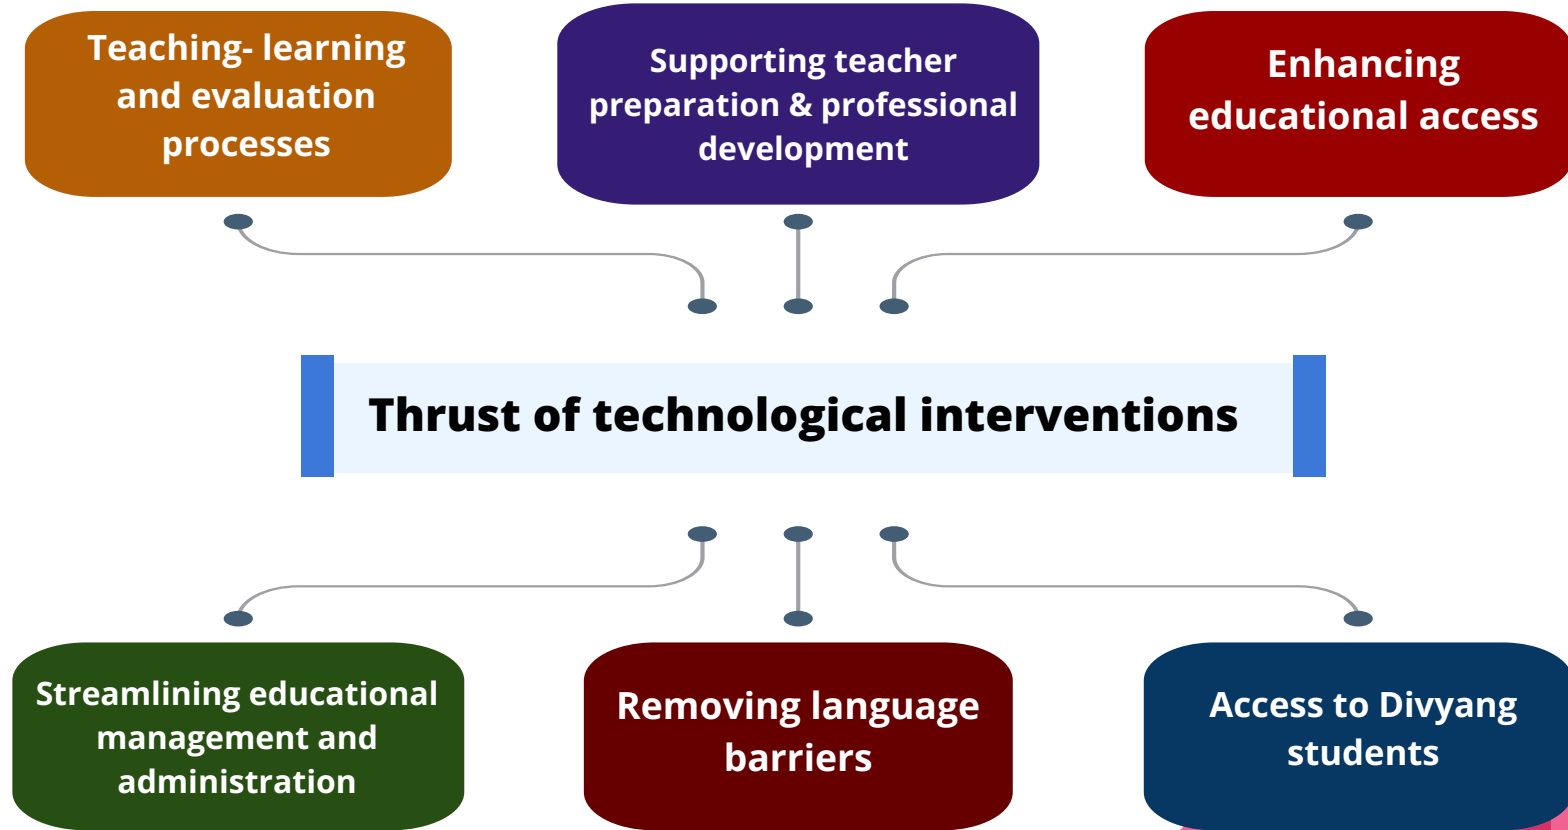 Teaching- learning
and evaluation
processes
Supporting teacher
preparation & professional
development
Enhancing
educational access
Thrust of technological interventions
Streamlining educational
management and
administration
Removing language
barriers
Access to Divyang
students